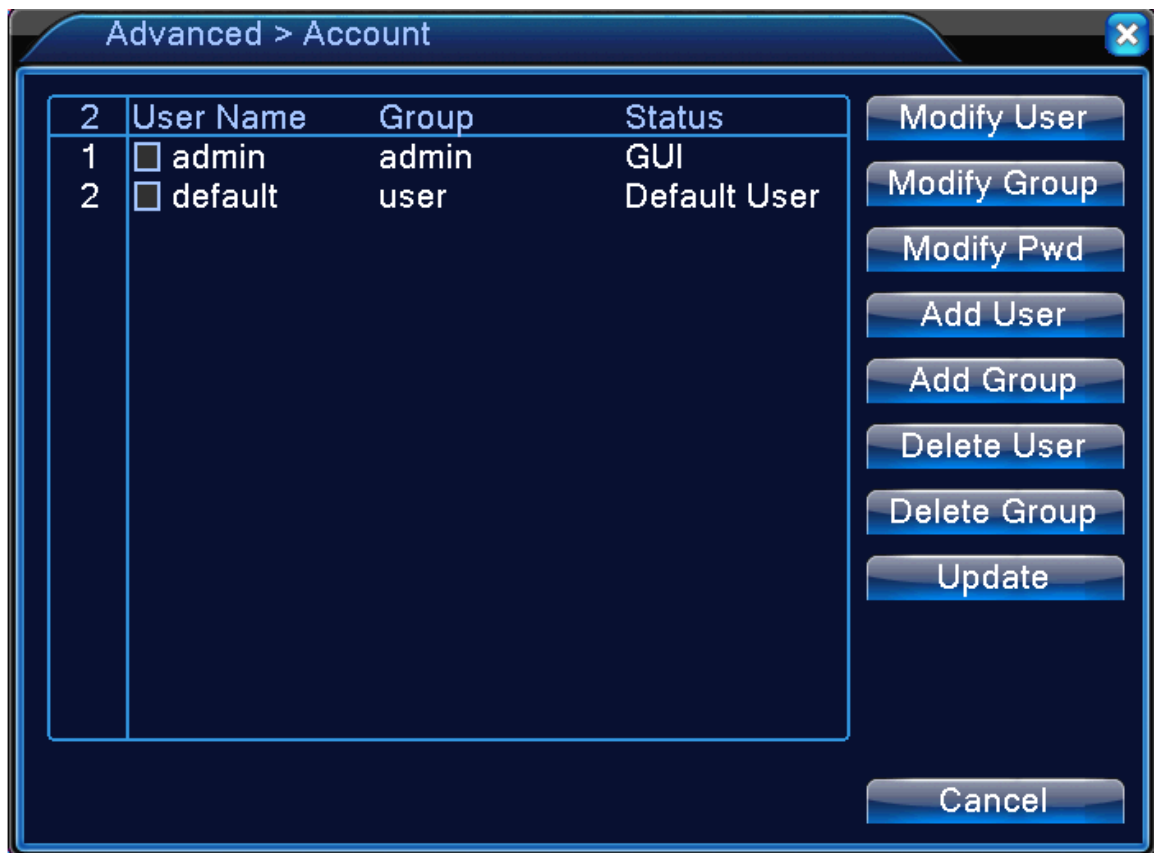 Advanced > Account
2 User Name Group Status
1 admin admin GUI
2 default user Default User
Modify User
Modify Group
Modify Pwd
Add User
Add Group
Delete User
Delete Group
Update
Cancel